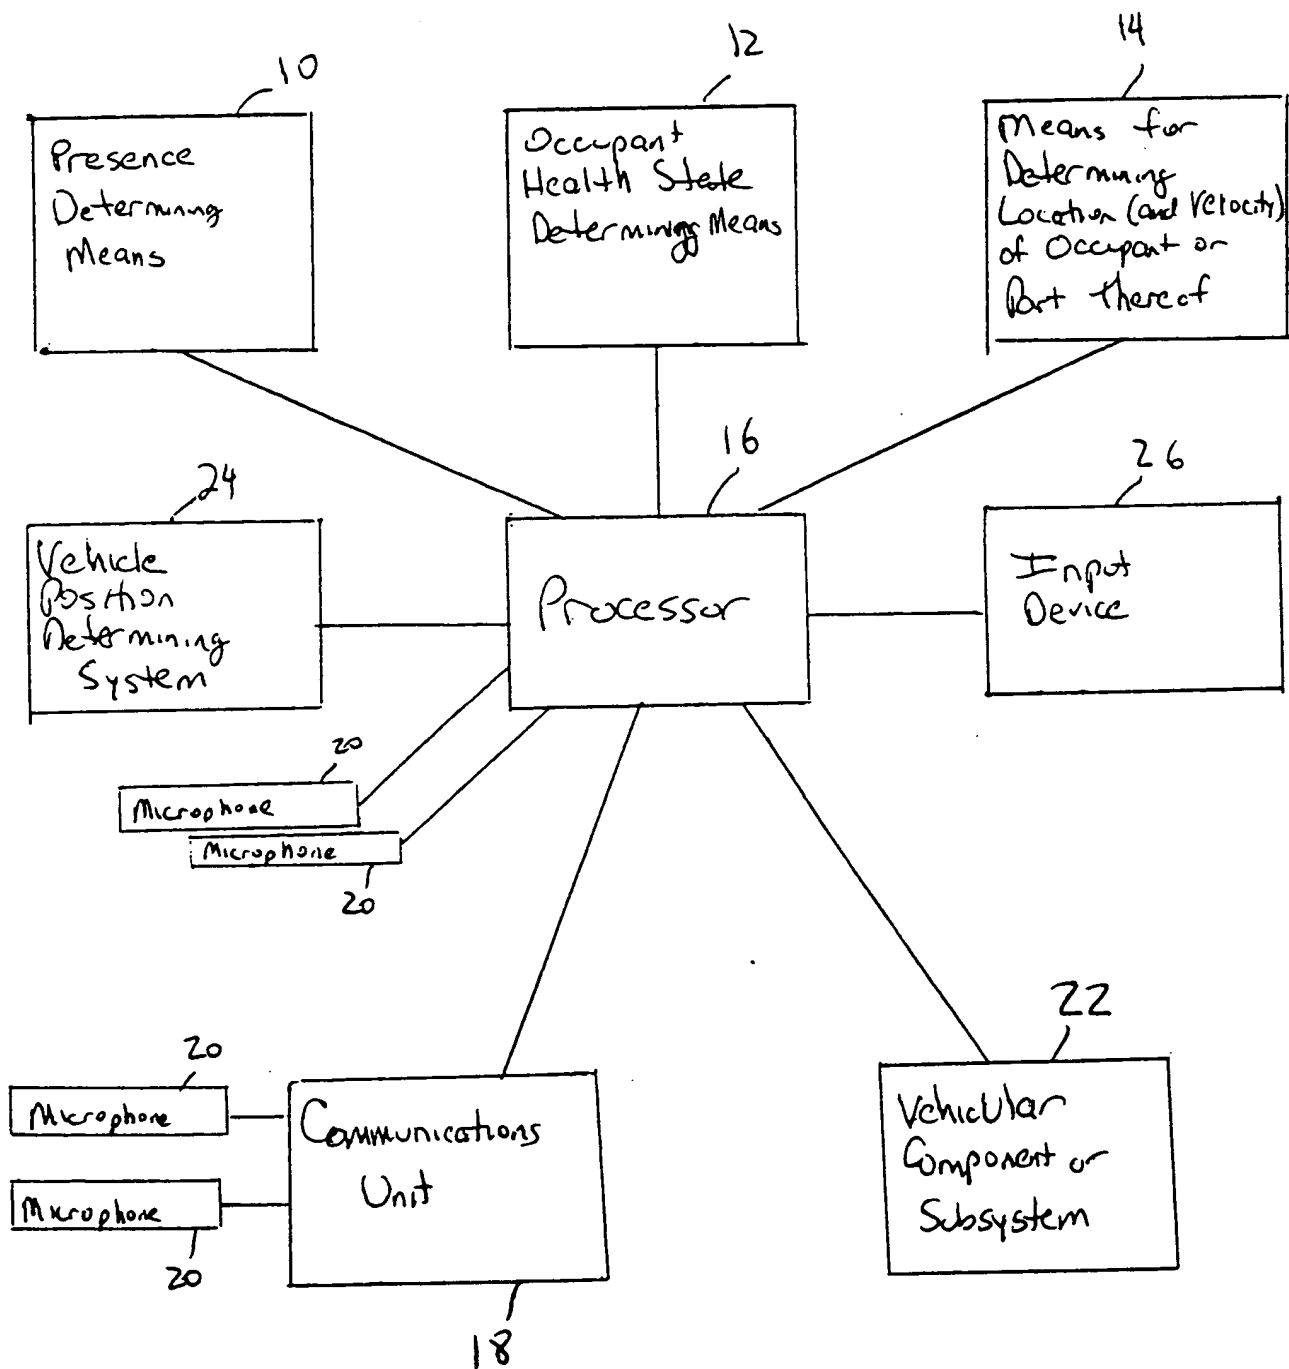 10
Presence
Determining
Means
12
Occupant
Health State
Determining Means
14
Means for
Determining
Location (and Velocity)
of Occupant or
Part thereof
24
Vehicle
Position
Determining
System
16
Processor
26
Input
Device
20
Microphone
Microphone
20
20
Microphone
Microphone
20
Communications
Unit
18
22
Vehicular
Component or
Subsystem